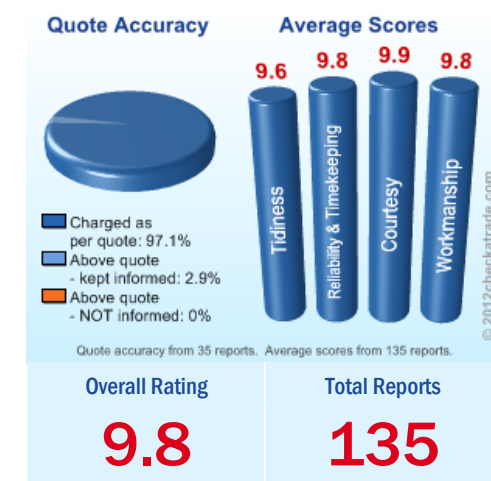 Quote Accuracy
Average Scores
9.6
9.8
9.9
9.8
Tidiness
Reliability & Timekeeping
Courtesy
Workmanship
Charged as
per quote: 97.1%
Above quote
- kept informed: 2.9%
Above quote
- NOT informed: 0%
© 2012checkatrade.com
Quote accuracy from 35 reports. Average scores from 135 reports.
Overall Rating
9.8
Total Reports
135